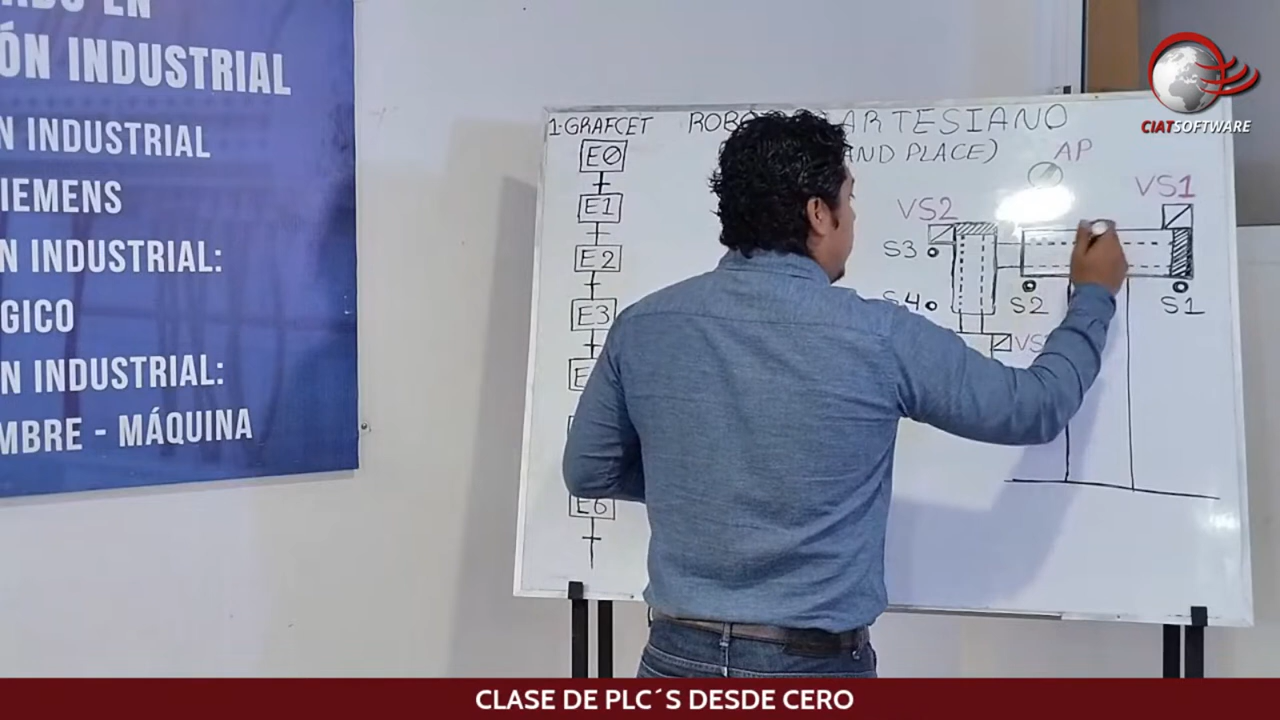 ÓN INDUSTRIAL
N INDUSTRIAL
IEMENS
N INDUSTRIAL:
GICO
N INDUSTRIAL:
MBRE - MÁQUINA
1.GRAFCET
E0
E1
E2
E3
E6
AND PLACE)
AP
VS1
VS2
S3
S4
S2
S1
CIATSOFTWARE
CLASE DE PLC´S DESDE CERO